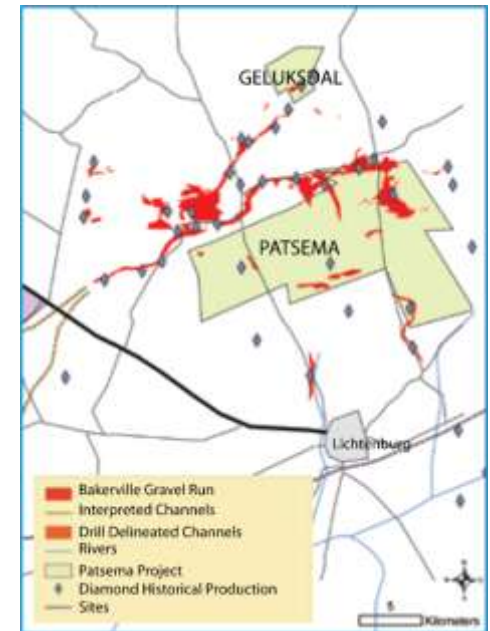 GELUKSDAL
PATSEMA
Lichtenburg
Bakerville Gravel Run
Interpreted Channels
Drill Delineated Channels
Rivers
Patsema Project
Diamond Historical Production
Sites
5
Kilometers